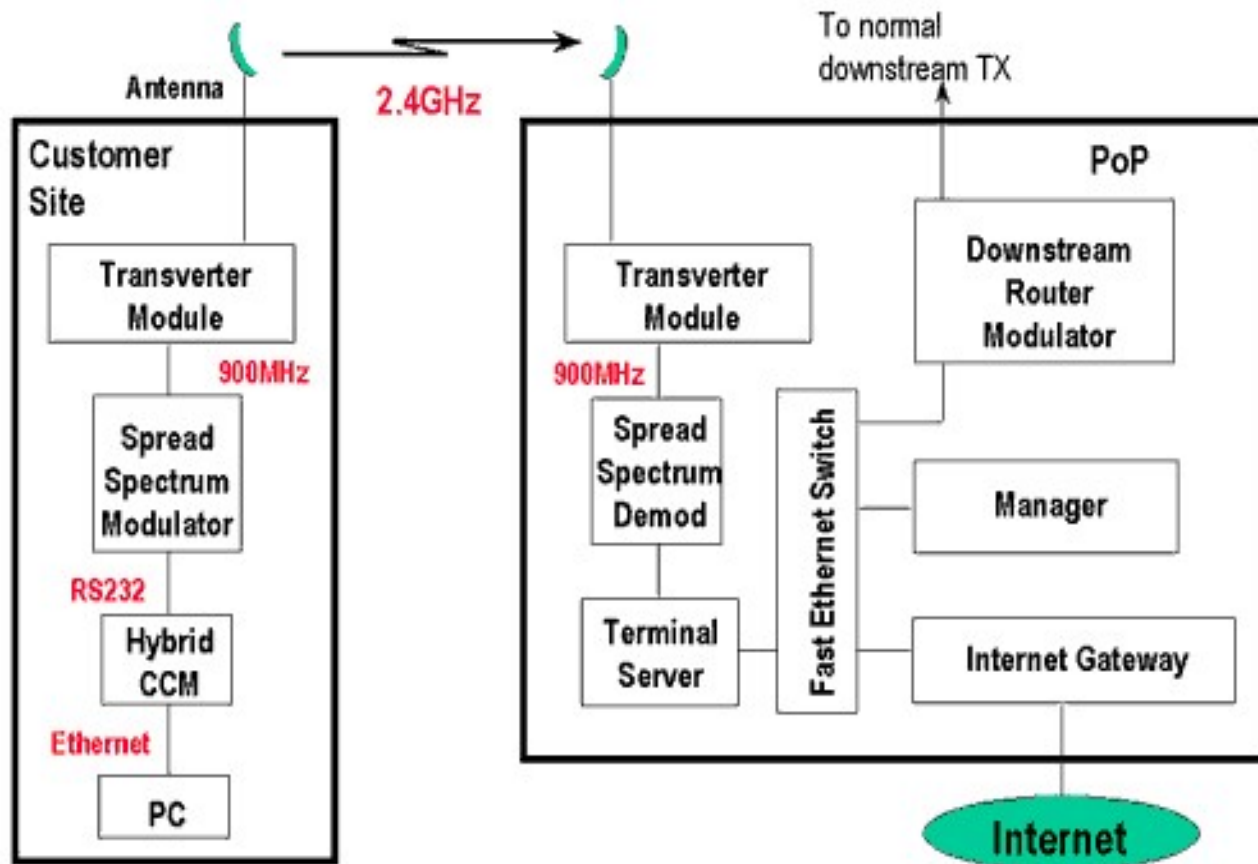 To normal
downstream TX
Antenna
2.4GHz
Customer
Site
PoP
Transverter
Module
Transverter
Module
Downstream
Router
Modulator
900MHz
900MHz
Spread
Spectrum
Modulator
Spread
Spectrum
Demod
Fast Ethernet Switch
Manager
RS232
Hybrid
CCM
Terminal
Server
Internet Gateway
Ethernet
PC
Internet